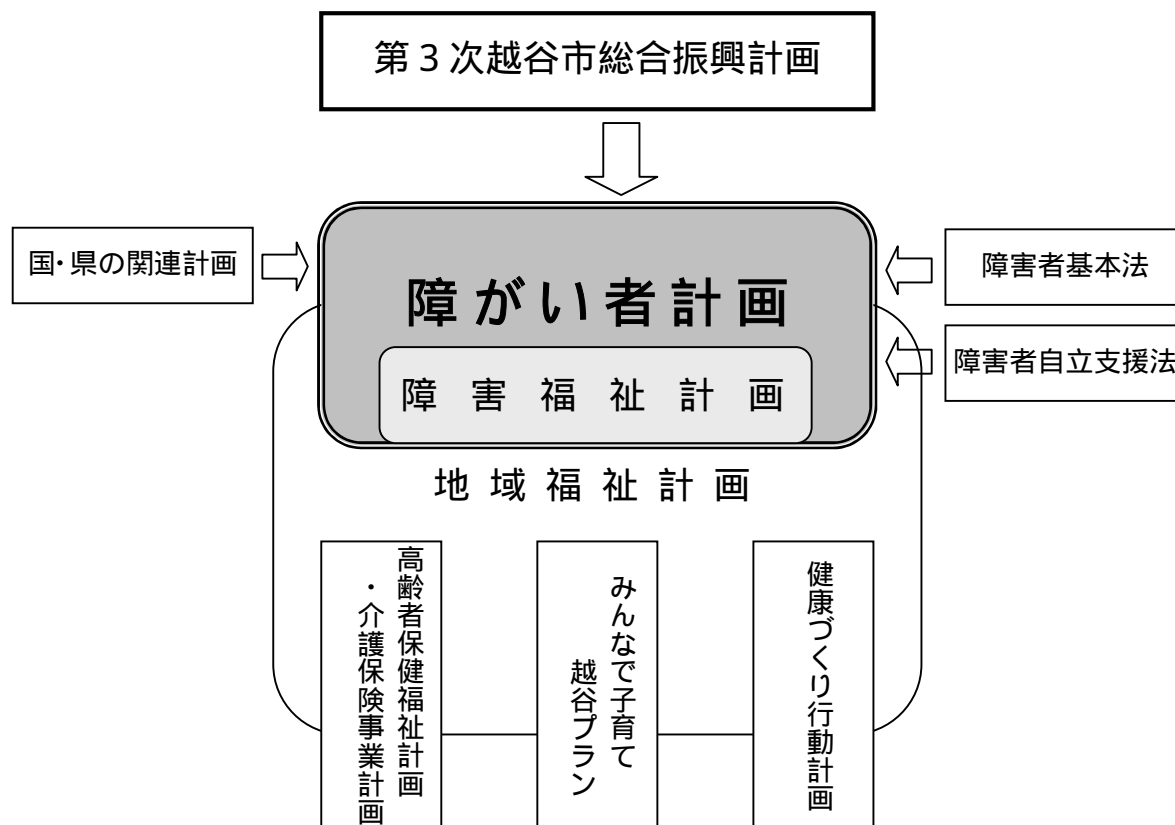 第３次越谷市総合振興計画
国・県の関連計画
障害者基本法
障がい者計画
障害者自立支援法
障害福祉計画
地域福祉計画
高齢者保健福祉計画
・介護保険事業計画
みんなで子育て
越谷プラン
健康づくり行動計画